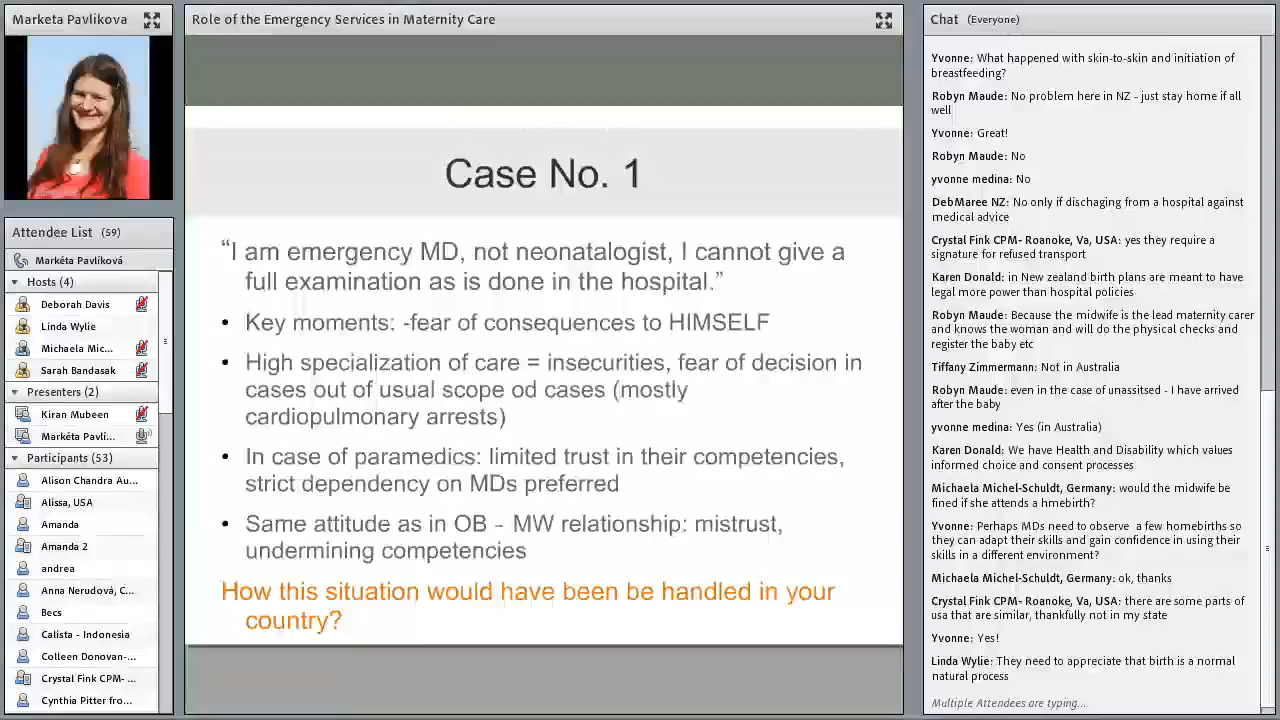 Marketa Pavlikova
Attendee List (59)
Markéta Pavlíková
Hosts (4)
Deborah Davis
Linda Wylie
Michaela Mic...
Sarah Bandasak
Presenters (2)
Kiran Mubeen
Markéta Pavlí...
Participants (53)
Alison Chandra Au...
Alissa, USA
Amanda
Amanda 2
andrea
Anna Nerudová, C...
Becs
Calista - Indonesia
Colleen Donovan-...
Crystal Fink CPM- ...
Cynthia Pitter fro...
Role of the Emergency Services in Maternity Care
Case No. 1
“I am emergency MD, not neonatalogist, I cannot give a
full examination as is done in the hospital.”
• Key moments: -fear of consequences to HIMSELF
• High specialization of care = insecurities, fear of decision in
cases out of usual scope od cases (mostly
cardiopulmonary arrests)
• In case of paramedics: limited trust in their competencies,
strict dependency on MDs preferred
• Same attitude as in OB - MW relationship: mistrust,
undermining competencies
How this situation would have been be handled in your
country?
Chat (Everyone)
Yvonne: What happened with skin-to-skin and initiation of
breastfeeding?
Robyn Maude: No problem here in NZ - just stay home if all
well
Yvonne: Great!
Robyn Maude: No
yvonne medina: No
DebMaree NZ: No only if dischaging from a hospital against
medical advice
Crystal Fink CPM- Roanoke, Va, USA: yes they require a
signature for refused transport
Karen Donald: in New zealand birth plans are meant to have
legal more power than hospital policies
Robyn Maude: Because the midwife is the lead maternity carer
and knows the woman and will do the physical checks and
register the baby etc
Tiffany Zimmermann: Not in Australia
Robyn Maude: even in the case of unassitsed - I have arrived
after the baby
yvonne medina: Yes (in Australia)
Karen Donald: We have Health and Disability which values
informed choice and consent processes
Michaela Michel-Schuldt, Germany: would the midwife be
fined if she attends a hmebirth?
Yvonne: Perhaps MDs need to observe a few homebirths so
they can adapt their skills and gain confidence in using their
skills in a different environment?
Michaela Michel-Schuldt, Germany: ok, thanks
Crystal Fink CPM- Roanoke, Va, USA: there are some parts of
usa that are similar, thankfully not in my state
Yvonne: Yes!
Linda Wylie: They need to appreciate that birth is a normal
natural process
Multiple Attendees are typing...